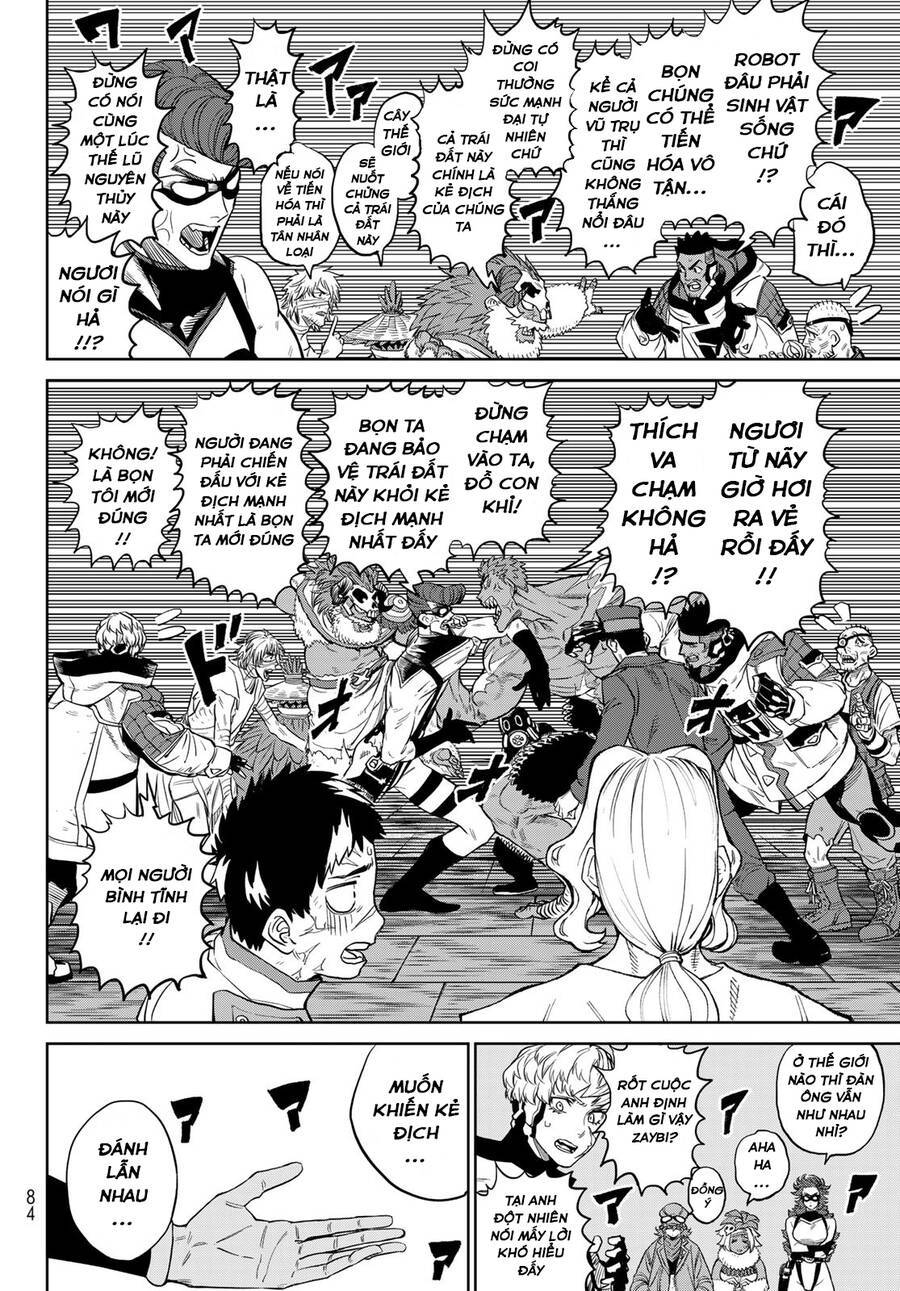 CÁI
ĐÓ
THÌ...
ROBOT
ĐÂU PHẢI
SINH VẬT
SỐNG
CHỨ
!?
BỌN
CHÚNG
CÓ THỂ
TIẾN
HÓA VÔ
TẬN...
KỂ CẢ
NGƯỜI
VŨ TRỤ
THÌ
CŨNG
KHÔNG
THẮNG
NỔI ĐÂU
...
ĐỪNG CÓ
COI
THƯỜNG
SỨC MẠNH
ĐẠI TỰ
NHIÊN
CHỨ
CẢ TRÁI
ĐẤT NÀY
CHÍNH LÀ
KẺ ĐỊCH
CỦA CHÚNG
TA
CÂY THẾ
GIỚI
SẼ
NUỐT
CHỬNG
CẢ TRÁI
ĐẤT NÀY
NẾU NÓI
VỀ TIẾN
HÓA THÌ
PHẢI LÀ
TÂN NHÂN
LOẠI
THẬT
LÀ
...
ĐỪNG
CÓ NÓI
CÙNG
MỘT LÚC
THẾ LŨ
NGUYÊN
THỦY
NÀY
NGƯƠI
NÓI GÌ
HẢ
!!?
NGƯƠI
TỪ NÃY
GIỜ HƠI
RA VẺ
RỒI ĐẤY
!!
THÍCH
VA
CHẠM
KHÔNG
HẢ
!?
ĐỪNG
CHẠM
VÀO TA,
ĐỒ CON
KHỈ!
BỌN TA
ĐANG BẢO
VỆ TRÁI ĐẤT
NÀY KHỎI KẺ
ĐỊCH MẠNH
NHẤT ĐẤY
NGƯỜI ĐANG
PHẢI CHIẾN
ĐẤU VỚI KẺ
ĐỊCH MẠNH
NHẤT LÀ BỌN
TA MỚI ĐÚNG
KHÔNG!
LÀ BỌN
TÔI MỚI
ĐÚNG
!!
ドド
オオ
オオ
MỌI NGƯỜI
BÌNH TĨNH
LẠI ĐI
!!
Ở THẾ GIỚI
NÀO THÌ ĐÀN
ÔNG VẪN
NHƯ NHAU
NHỈ?
AHA
HA
...
ĐỒNG
Ý
RỐT CUỘC
ANH ĐỊNH
LÀM GÌ VẬY
ZAYBI?
TẠI ANH
ĐỘT NHIÊN
NÓI MẤY LỜI
KHÓ HIỂU
ĐẤY
MUỐN
KHIẾN KẺ
ĐỊCH
...
ĐÁNH
LẪN
NHAU
...
84